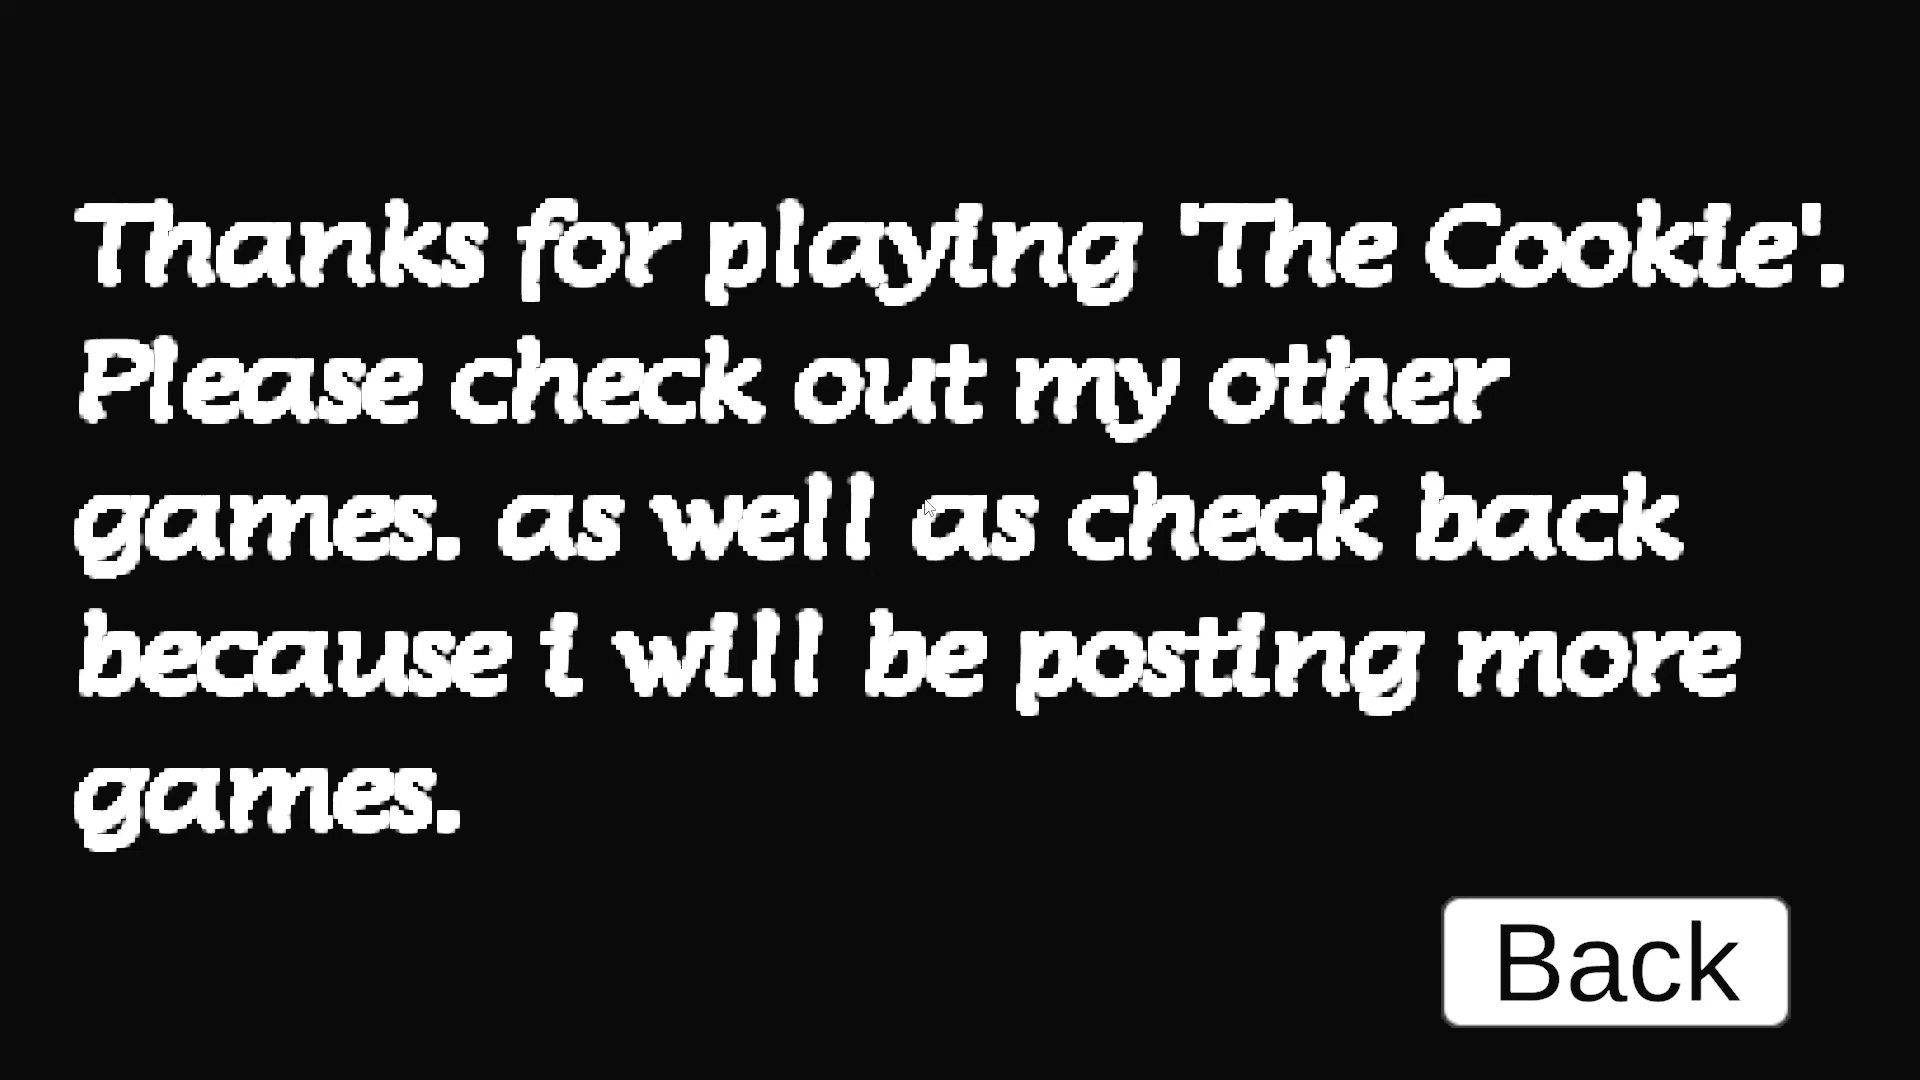 Thanks for playing 'The Cookie'.
Please check out my other
games. as well as check back
because i will be posting more
games.
Back